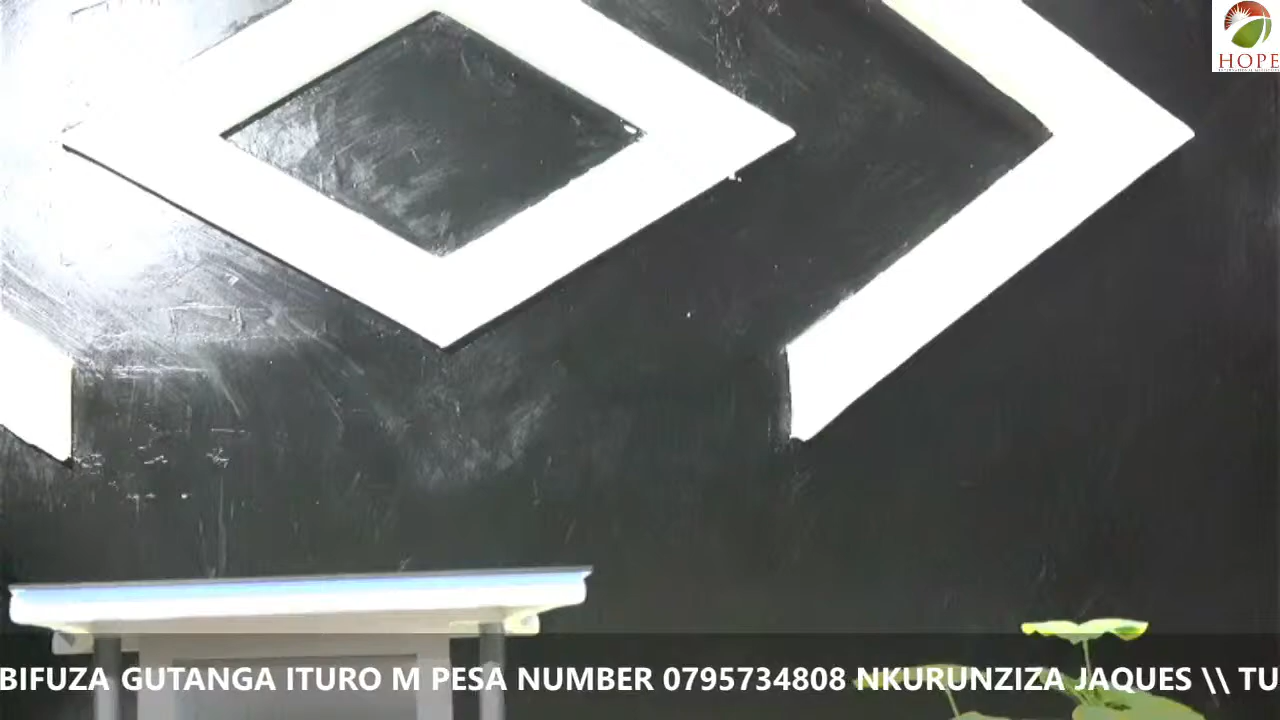 HOPE
BIFUZA GUTANGA ITURO M PESA NUMBER 0795734808 NKURUNZIZA JAQUES \\ TU